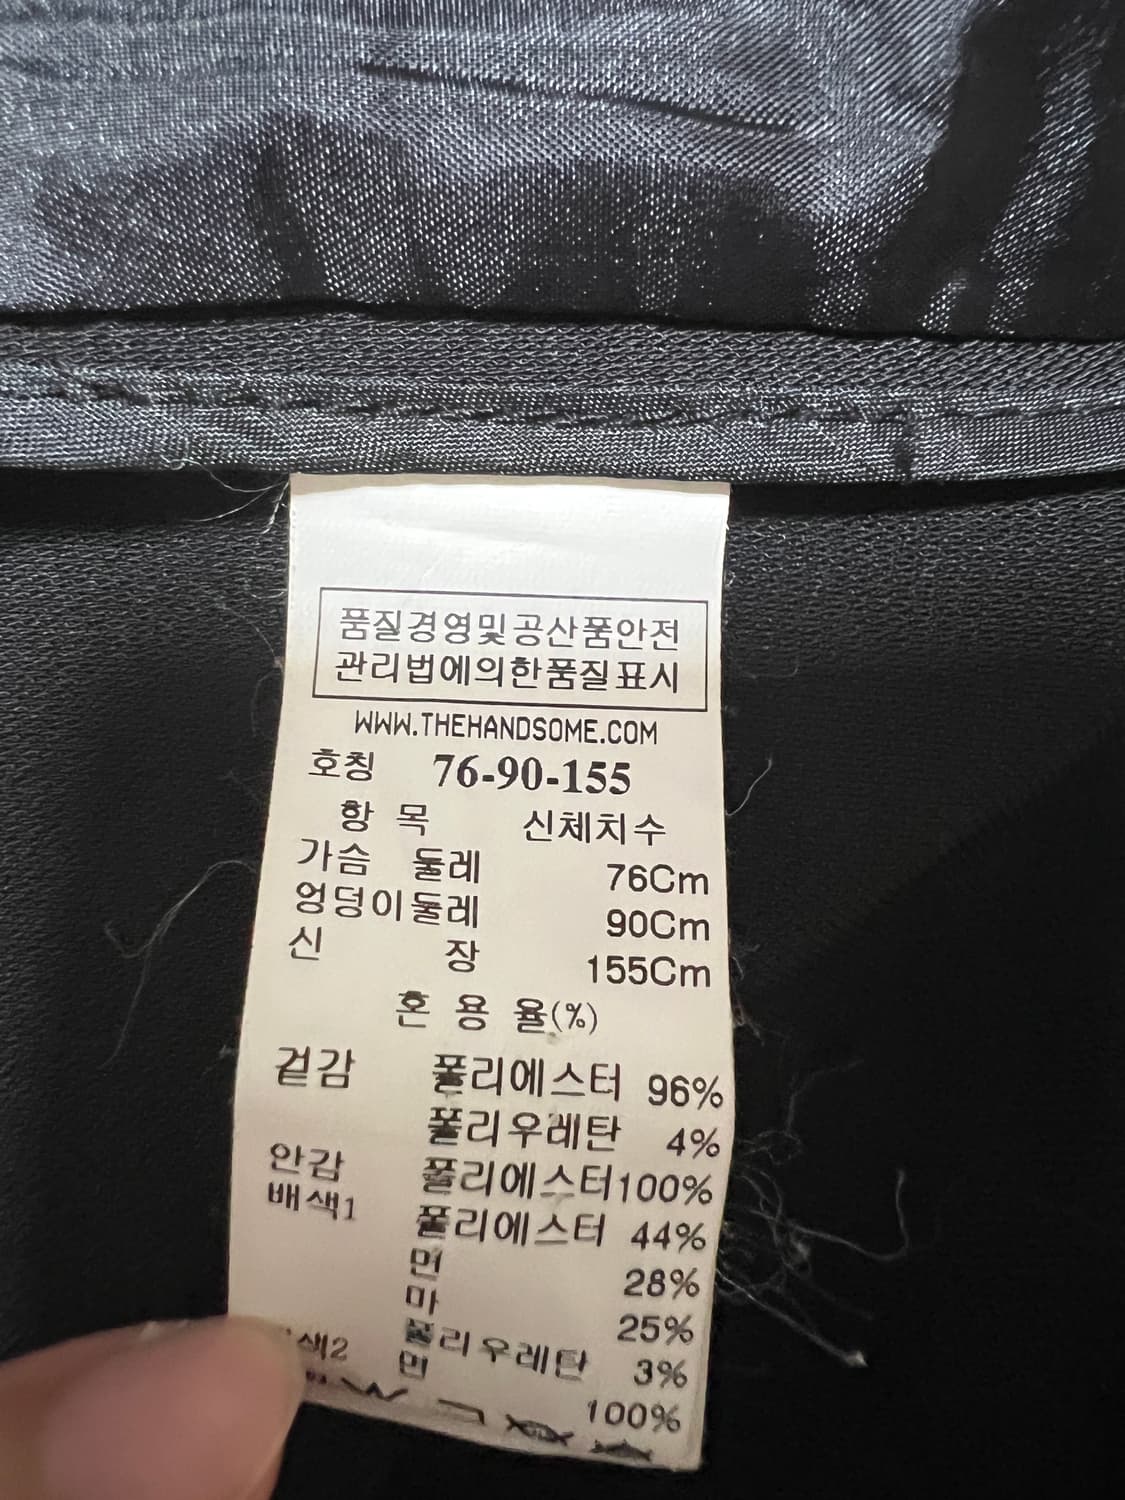 품질경영및공산품안전
관리법에의한품질표시
WWW.THEHANDSOME.COM
호칭 76-90-155
항 목 신체치수
가슴 둘레 76Cm
엉덩이둘레 90Cm
신 장 155Cm
혼 용 율(%)
겉감 폴리에스터 96%
폴리우레탄 4%
안감 폴리에스터 100%
배색1 폴리에스터 44%
면 28%
마 25%
폴리우레탄 3%
색2 면 100%